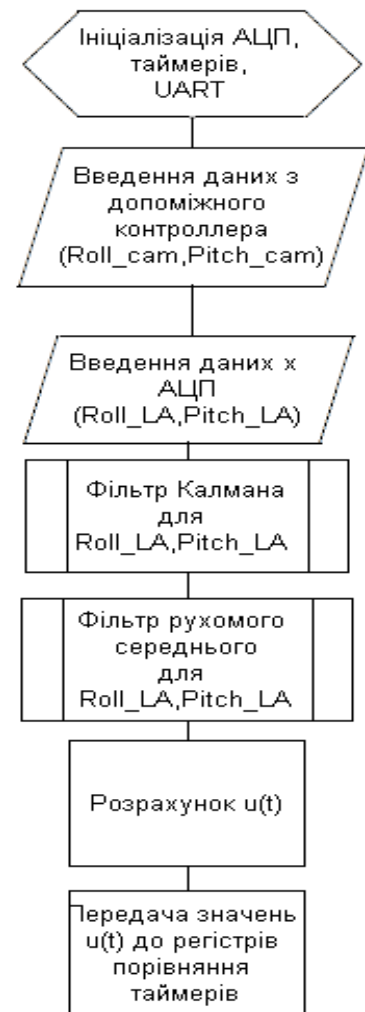 Ініціалізація АЦП,
таймерів,
UART
Введення даних з
допоміжного
контроллера
(Roll_cam,Pitch_cam)
Введення даних х
АЦП
(Roll_LA,Pitch_LA)
Фільтр Калмана
для
Roll_LA,Pitch_LA
Фільтр рухомого
середнього
для
Roll_LA,Pitch_LA
Розрахунок u(t)
Передача значень
u(t) до регістрів
порівняння
таймерів